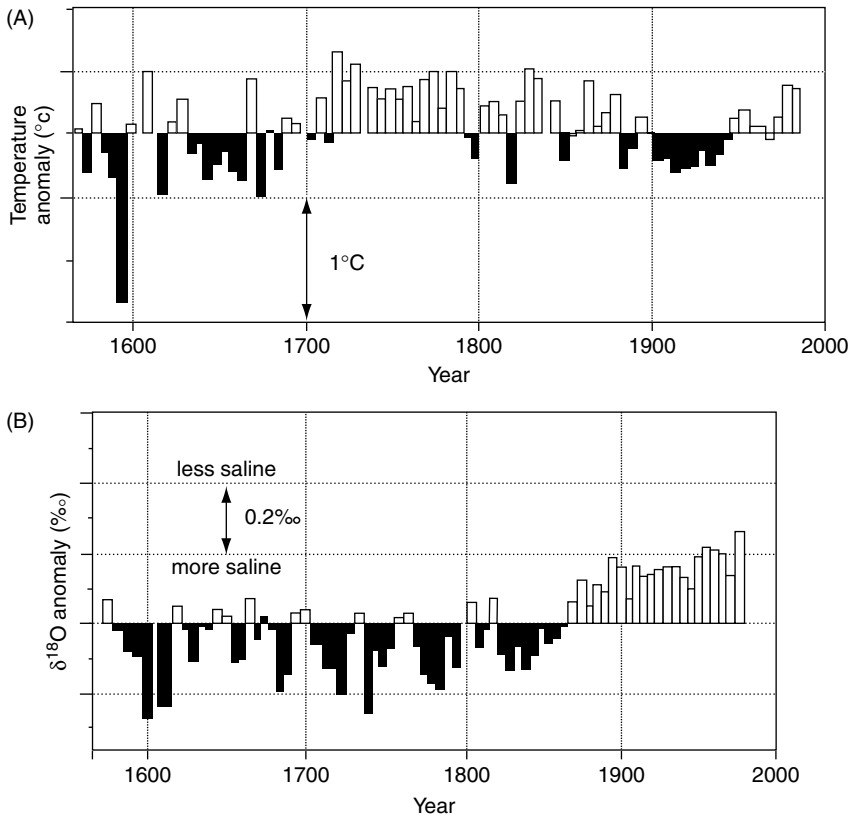 (A)
Temperature
anomaly (°c)
1°C
1600
1700
1800
1900
2000
Year
(B)
δ¹⁸O anomaly (‰)
less saline
0.2‰
more saline
1600
1700
1800
1900
2000
Year